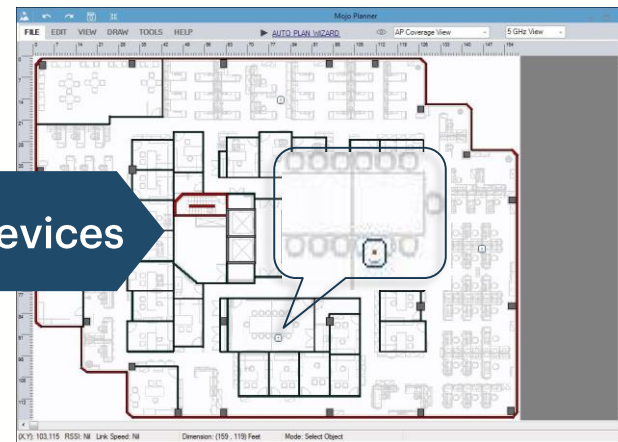 Mojo Planner
FILE EDIT VIEW DRAW TOOLS HELP
AUTO PLAN WIZARD
AP Coverage View
5 GHz View
evices
(X,Y): 103,115 RSSI: Nil Link Speed: Nil Dimension: (159 , 119) Feet Mode: Select Object